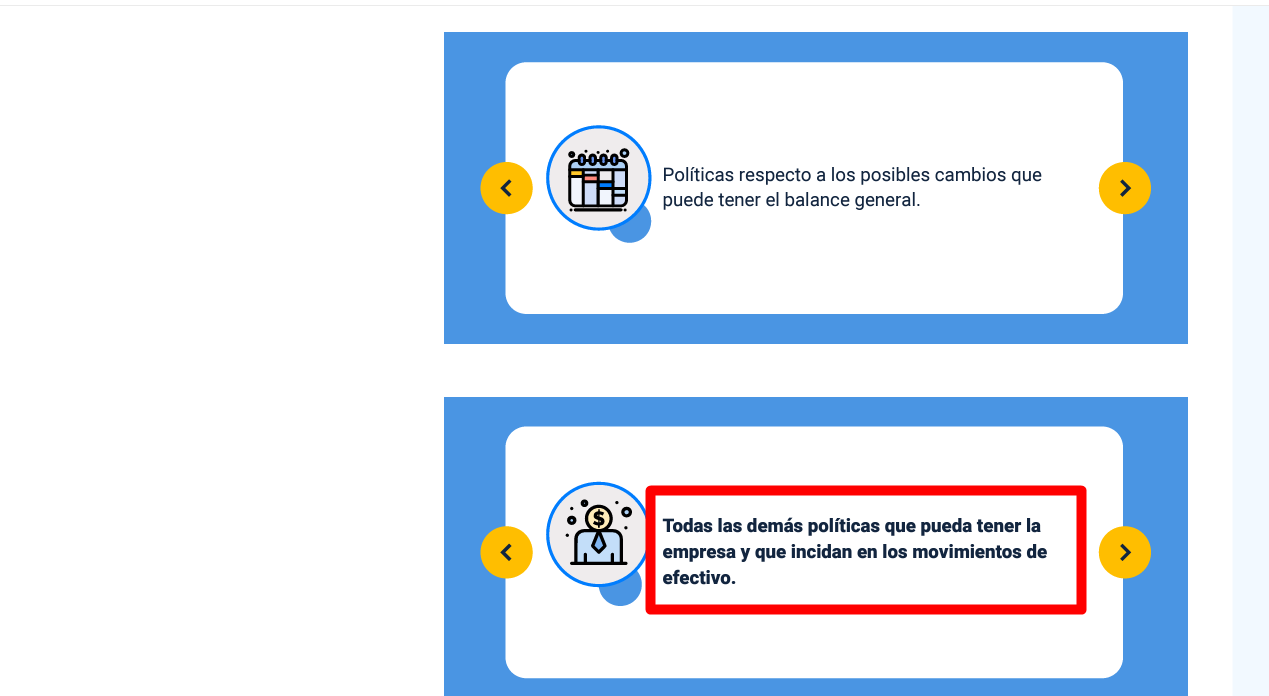 Políticas respecto a los posibles cambios que
puede tener el balance general.
$
Todas las demás políticas que pueda tener la
empresa y que incidan en los movimientos de
efectivo.